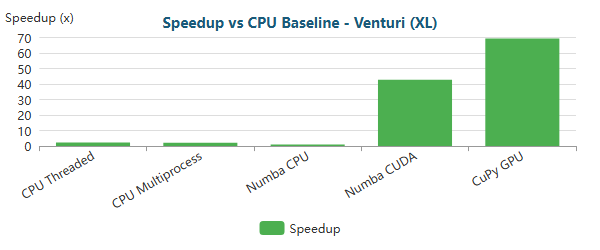 Speedup (x)
Speedup vs CPU Baseline - Venturi (XL)
70
60
50
40
30
20
10
0
CPU Threaded
CPU Multiprocess
Numba CPU
Numba CUDA
CuPy GPU
Speedup